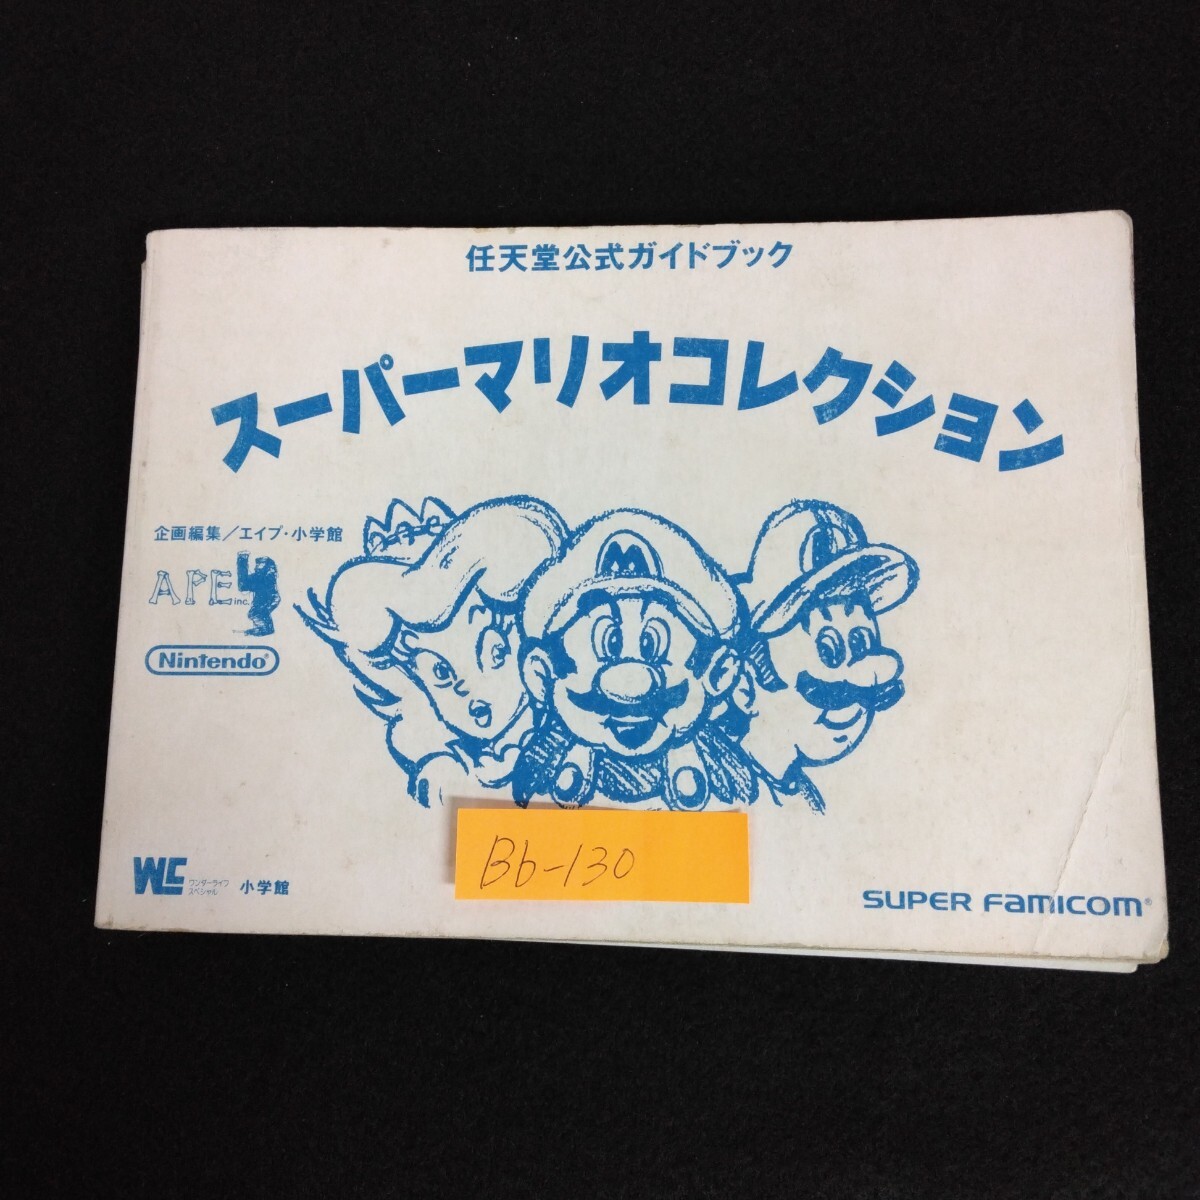 任天堂公式ガイドブック
スーパーマリオコレクション
企画編集/エイプ・小学館
APE inc.
Nintendo®
M
L
WLC ワンダーライフ
スペシャル 小学館
Bb-130
SUPER FAMICOM®